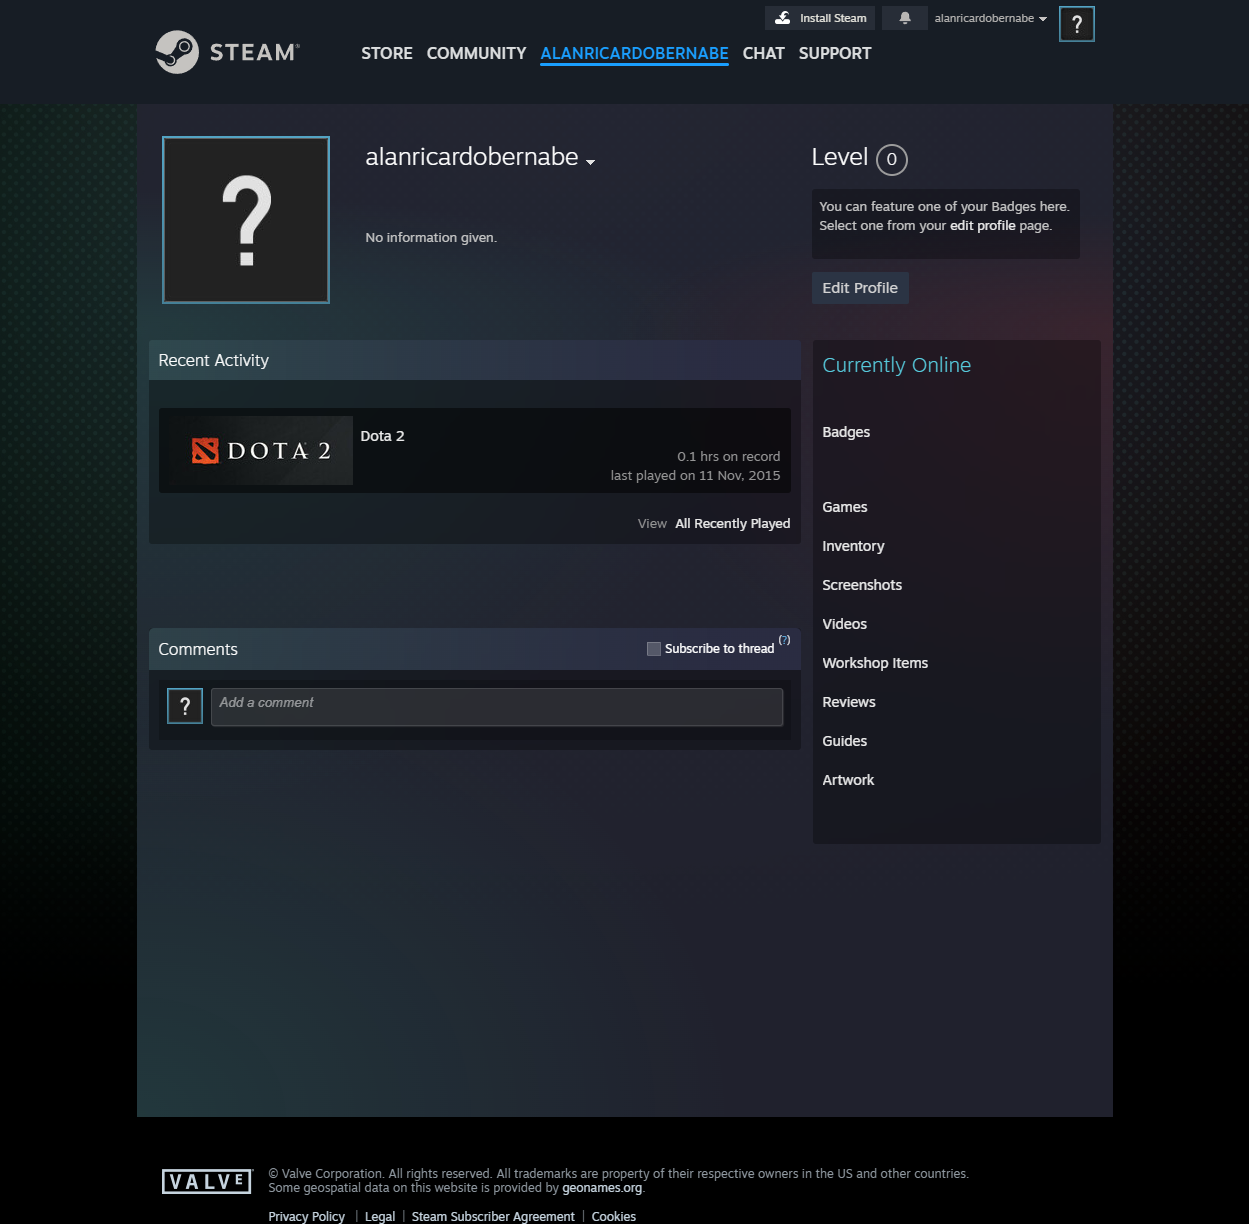 Install Steam
alanricardobernabe
?
STEAM®
STORE COMMUNITY ALANRICARDOBERNABE CHAT SUPPORT
?
alanricardobernabe
No information given.
Level 0
You can feature one of your Badges here.
Select one from your edit profile page.
Edit Profile
Recent Activity
DOTA 2
Dota 2
0.1 hrs on record
last played on 11 Nov, 2015
View All Recently Played
Comments
Subscribe to thread (?)
?
Add a comment
Currently Online
Badges
Games
Inventory
Screenshots
Videos
Workshop Items
Reviews
Guides
Artwork
VALVE
© Valve Corporation. All rights reserved. All trademarks are property of their respective owners in the US and other countries.
Some geospatial data on this website is provided by geonames.org.
Privacy Policy | Legal | Steam Subscriber Agreement | Cookies